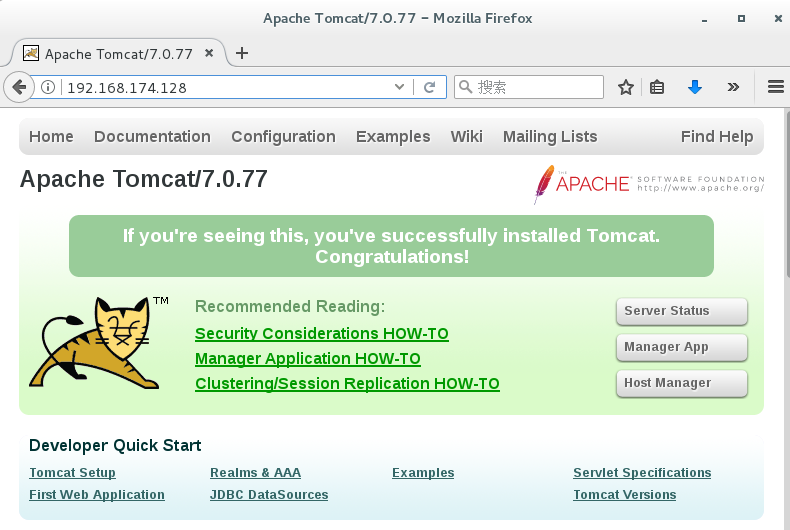 Apache Tomcat/7.0.77 – Mozilla Firefox
Apache Tomcat/7.0.77
192.168.174.128
搜索
Home Documentation Configuration Examples Wiki Mailing Lists Find Help
Apache Tomcat/7.0.77
THE
APACHE SOFTWARE FOUNDATION
http://www.apache.org/
If you're seeing this, you've successfully installed Tomcat.
Congratulations!
TM
Recommended Reading:
Security Considerations HOW-TO
Manager Application HOW-TO
Clustering/Session Replication HOW-TO
Server Status
Manager App
Host Manager
Developer Quick Start
Tomcat Setup Realms & AAA Examples Servlet Specifications
First Web Application JDBC DataSources Tomcat Versions